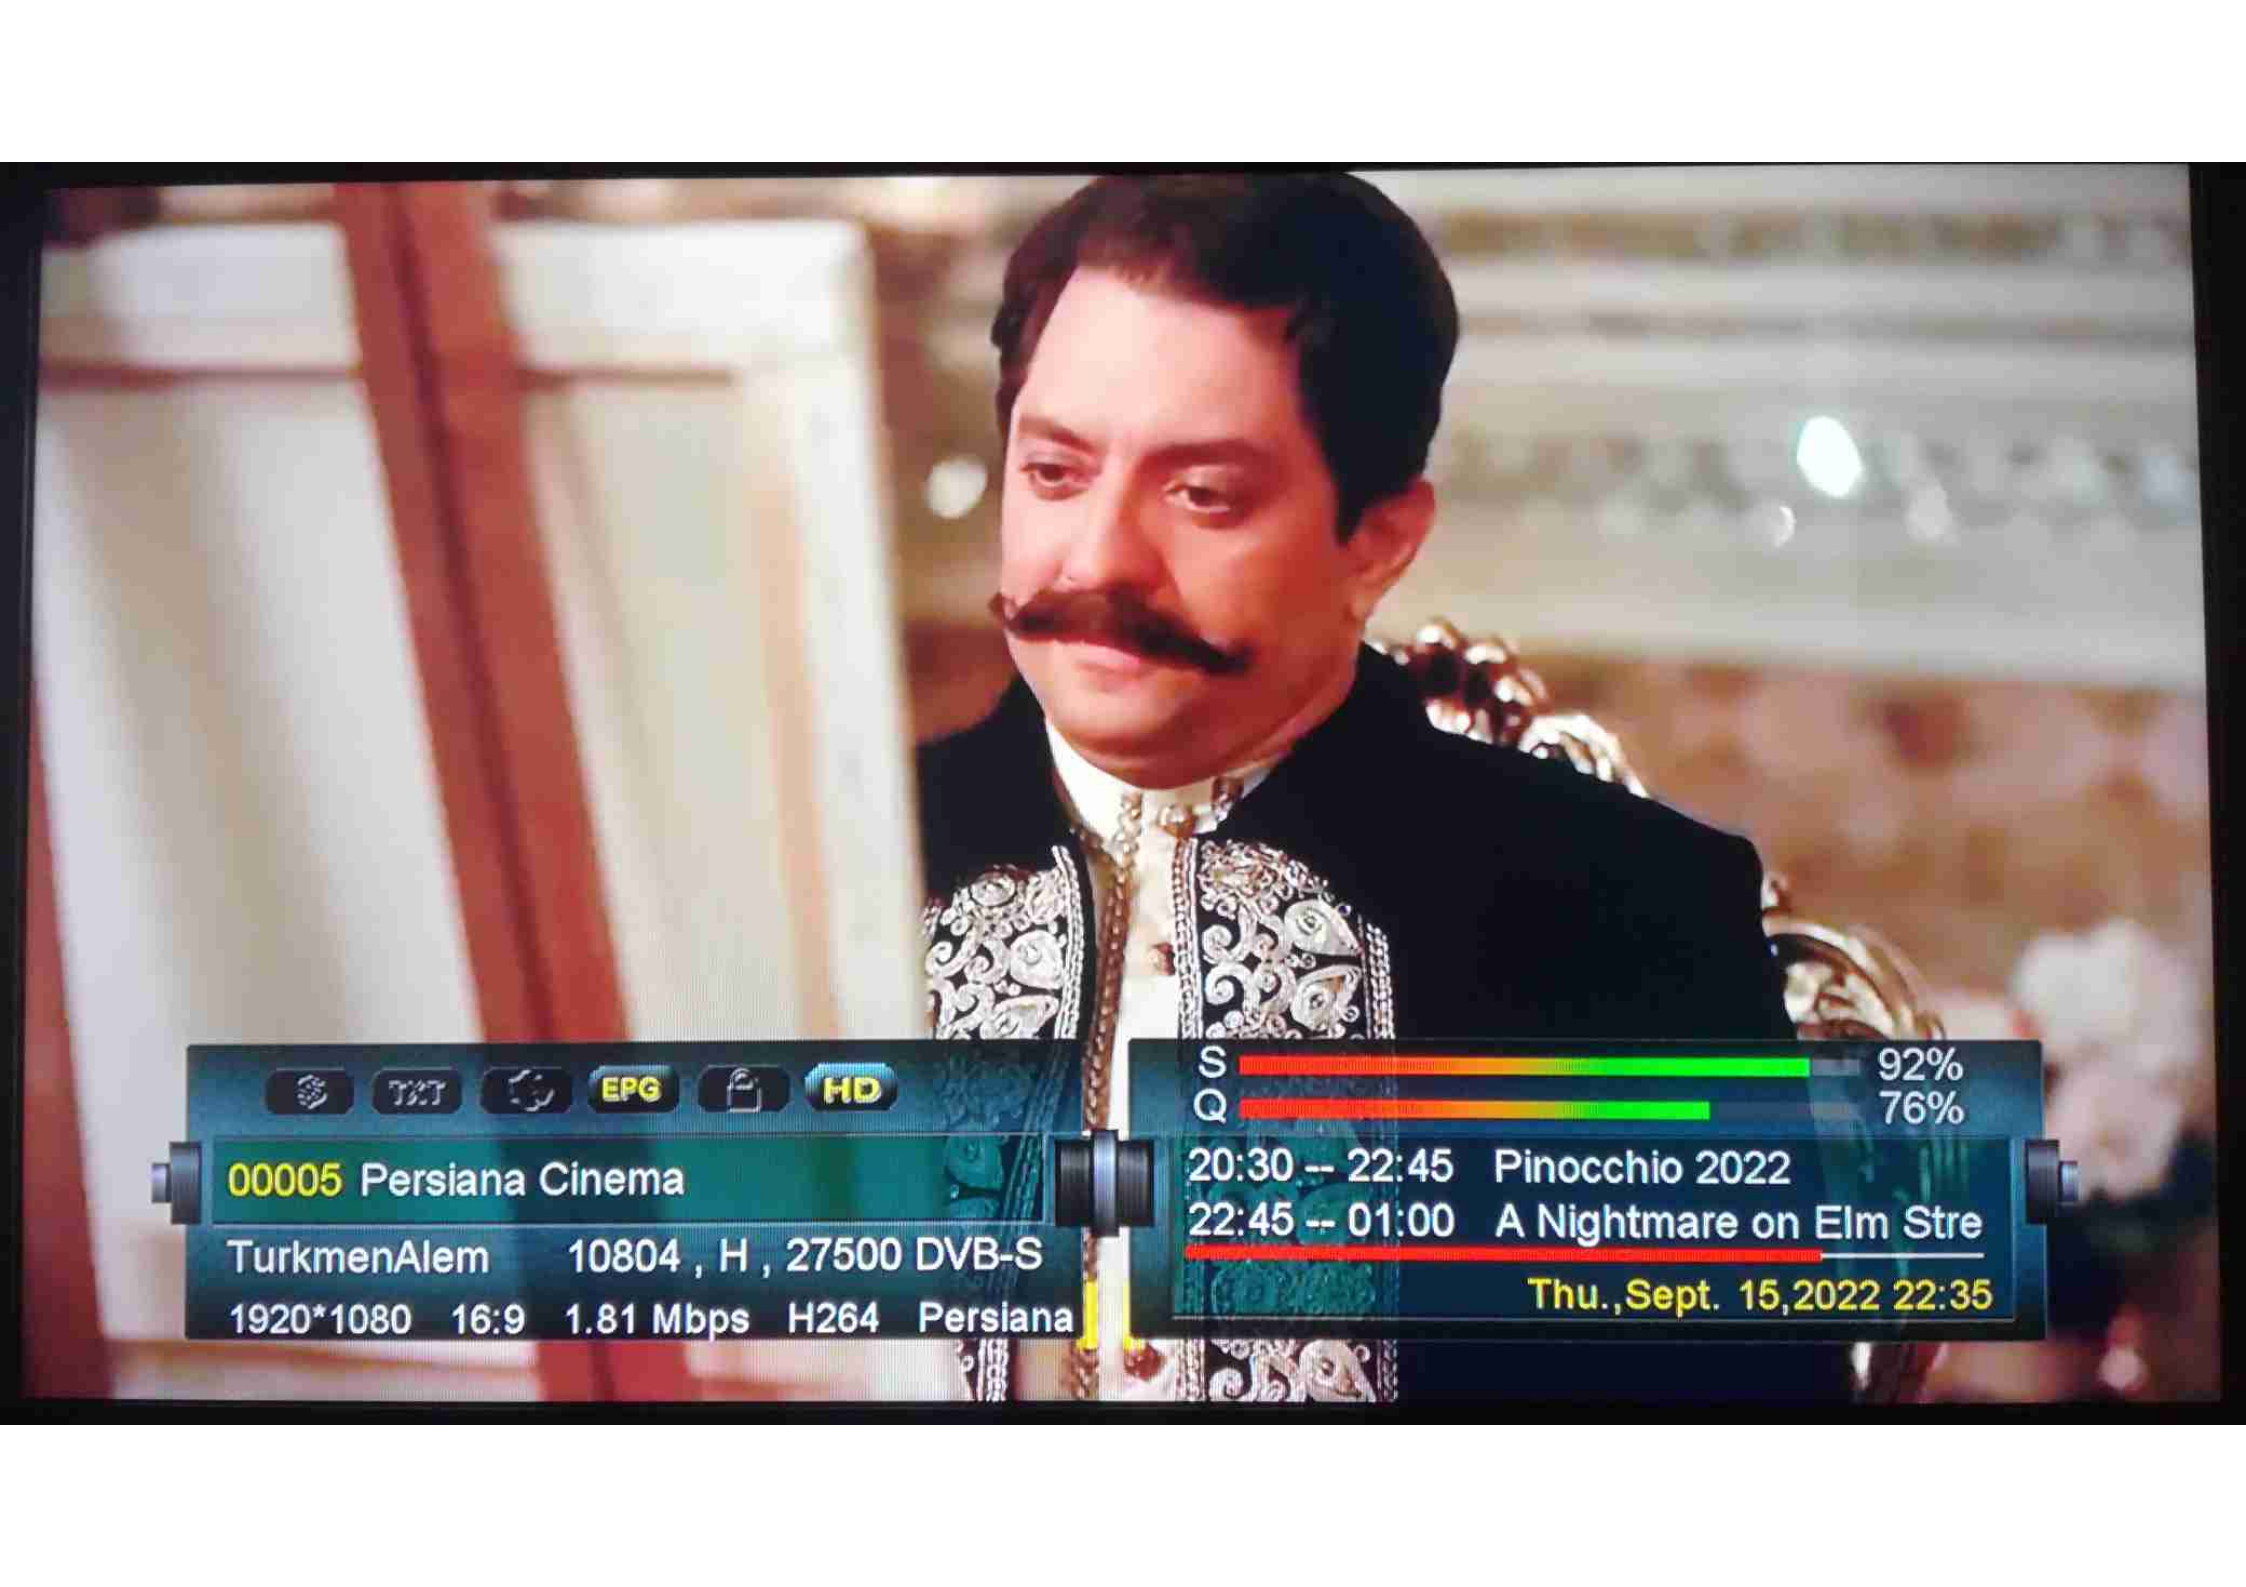 TXT EPG HD
00005 Persiana Cinema
TurkmenAlem 10804 , H , 27500 DVB-S
1920*1080 16:9 1.81 Mbps H264 Persiana
S 92%
Q 76%
20:30 -- 22:45 Pinocchio 2022
22:45 -- 01:00 A Nightmare on Elm Stre
Thu.,Sept. 15,2022 22:35